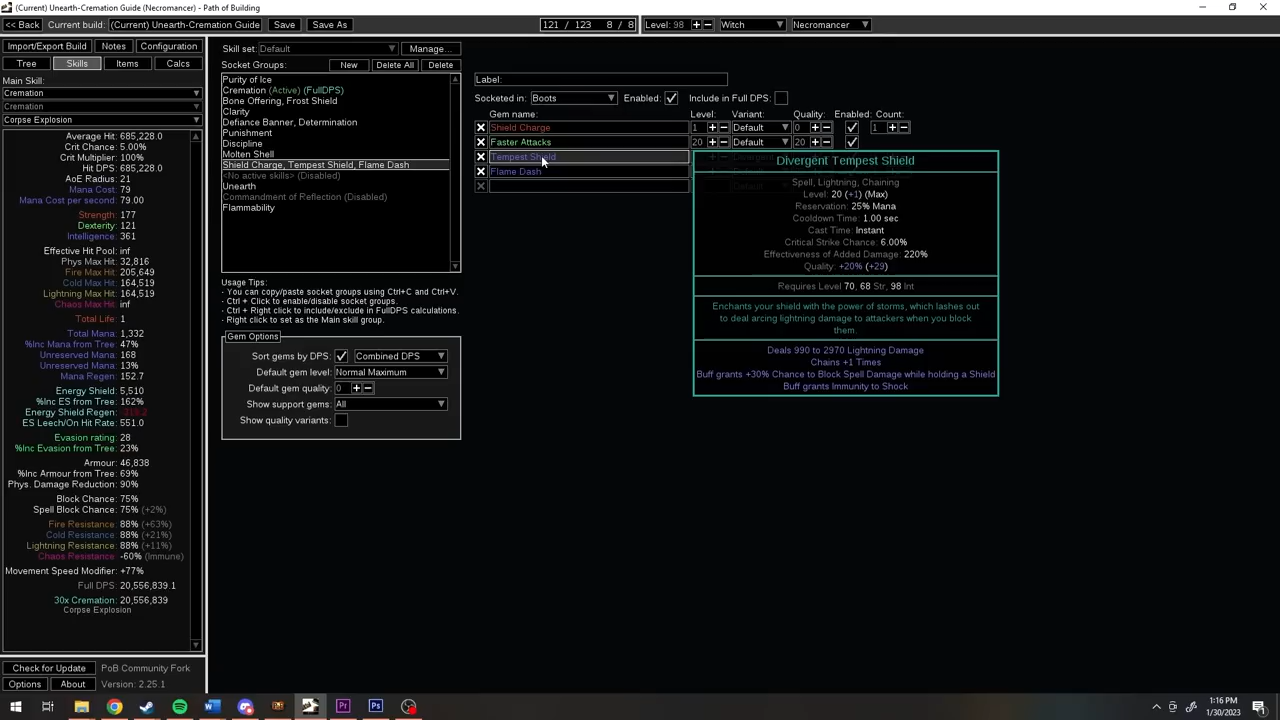 (Current) Unearth-Cremation Guide (Necromancer) - Path of Building
<< Back
Current build:
(Current) Unearth-Cremation Guide
Save
Save As
121 / 123 8 / 8
Level: 98
Witch
Necromancer
Import/Export Build
Notes
Configuration
Tree
Skills
Items
Calcs
Main Skill:
Cremation
Cremation
Corpse Explosion
Average Hit: 685,228.0
Crit Chance: 5.00%
Crit Multiplier: 100%
Hit DPS: 685,228.0
AoE Radius: 21
Mana Cost: 79
Mana Cost per second: 79.00
Strength: 177
Dexterity: 121
Intelligence: 361
Effective Hit Pool: inf
Phys Max Hit: 32,816
Fire Max Hit: 205,649
Cold Max Hit: 164,519
Lightning Max Hit: 164,519
Chaos Max Hit: inf
Total Life: 1
Total Mana: 1,332
%Inc Mana from Tree: 47%
Unreserved Mana: 168
Unreserved Mana: 13%
Mana Regen: 152.7
Energy Shield: 5,510
%Inc ES from Tree: 162%
Energy Shield Regen:
ES Leech/On Hit Rate: 551.0
Evasion rating: 28
%Inc Evasion from Tree: 23%
Armour: 46,838
%Inc Armour from Tree: 69%
Phys. Damage Reduction: 90%
Block Chance: 75%
Spell Block Chance: 75% (+2%)
Fire Resistance: 88% (+63%)
Cold Resistance: 88% (+21%)
Lightning Resistance: 88% (+11%)
Chaos Resistance: -60% (Immune)
Movement Speed Modifier: +77%
Full DPS: 20,556,839.1
30x Cremation: 20,556,839
Corpse Explosion
Check for Update
PoB Community Fork
Options
About
Version: 2.25.1
Skill set:
Default
Manage...
Socket Groups:
New
Delete All
Delete
Purity of Ice
Cremation (Active) (FullDPS)
Bone Offering, Frost Shield
Clarity
Defiance Banner, Determination
Punishment
Discipline
Molten Shell
Shield Charge, Tempest Shield, Flame Dash
<No active skills> (Disabled)
Unearth
Commandment of Reflection (Disabled)
Flammability
Usage Tips:
- You can copy/paste socket groups using Ctrl+C and Ctrl+V.
- Ctrl + Click to enable/disable socket groups.
- Ctrl + Right click to include/exclude in FullDPS calculations.
- Right click to set as the Main skill group.
Gem Options
Sort gems by DPS:
Combined DPS
Default gem level:
Normal Maximum
Default gem quality:
0
Show support gems:
All
Show quality variants:
Label:
Socketed in:
Boots
Enabled:
Include in Full DPS:
Gem name:
Level:
Variant:
Quality:
Enabled:
Count:
Shield Charge
1
Default
0
1
Faster Attacks
20
Default
20
Tempest Shield
Flame Dash
Divergent Tempest Shield
Spell, Lightning, Chaining
Level: 20 (+1) (Max)
Reservation: 25% Mana
Cooldown Time: 1.00 sec
Cast Time: Instant
Critical Strike Chance: 6.00%
Effectiveness of Added Damage: 220%
Quality: +20% (+29)
Requires Level 70, 68 Str, 98 Int
Enchants your shield with the power of storms, which lashes out
to deal arcing lightning damage to attackers when you block
them.
Deals 990 to 2970 Lightning Damage
Chains +1 Times
Buff grants +30% Chance to Block Spell Damage while holding a Shield
Buff grants Immunity to Shock
1:16 PM
1/30/2023